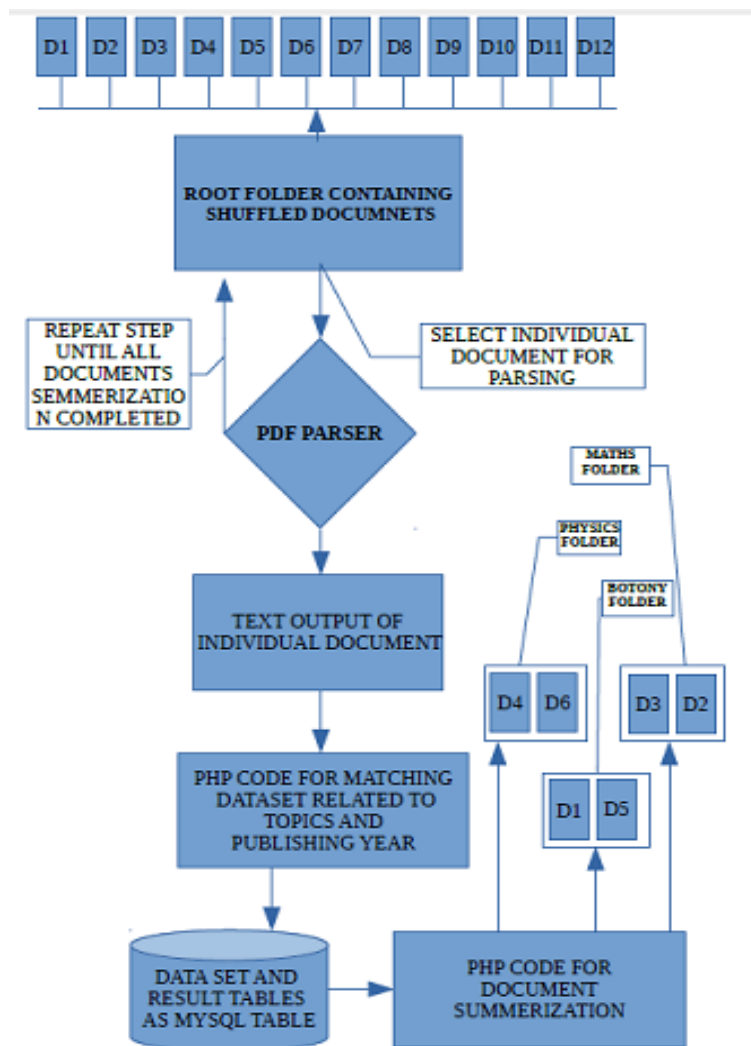 D1 D2 D3 D4 D5 D6 D7 D8 D9 D10 D11 D12
ROOT FOLDER CONTAINING
SHUFFLED DOCUMNETS
REPEAT STEP
UNTIL ALL
DOCUMENTS
SEMMERIZATIO
N COMPLETED
SELECT INDIVIDUAL
DOCUMENT FOR
PARSING
PDF PARSER
MATHS
FOLDER
PHYSICS
FOLDER
BOTONY
FOLDER
TEXT OUTPUT OF
INDIVIDUAL DOCUMENT
D4 D6
D3 D2
D1 D5
PHP CODE FOR MATCHING
DATASET RELATED TO
TOPICS AND
PUBLISHING YEAR
DATA SET AND
RESULT TABLES
AS MYSQL TABLE
PHP CODE FOR
DOCUMENT
SUMMERIZATION